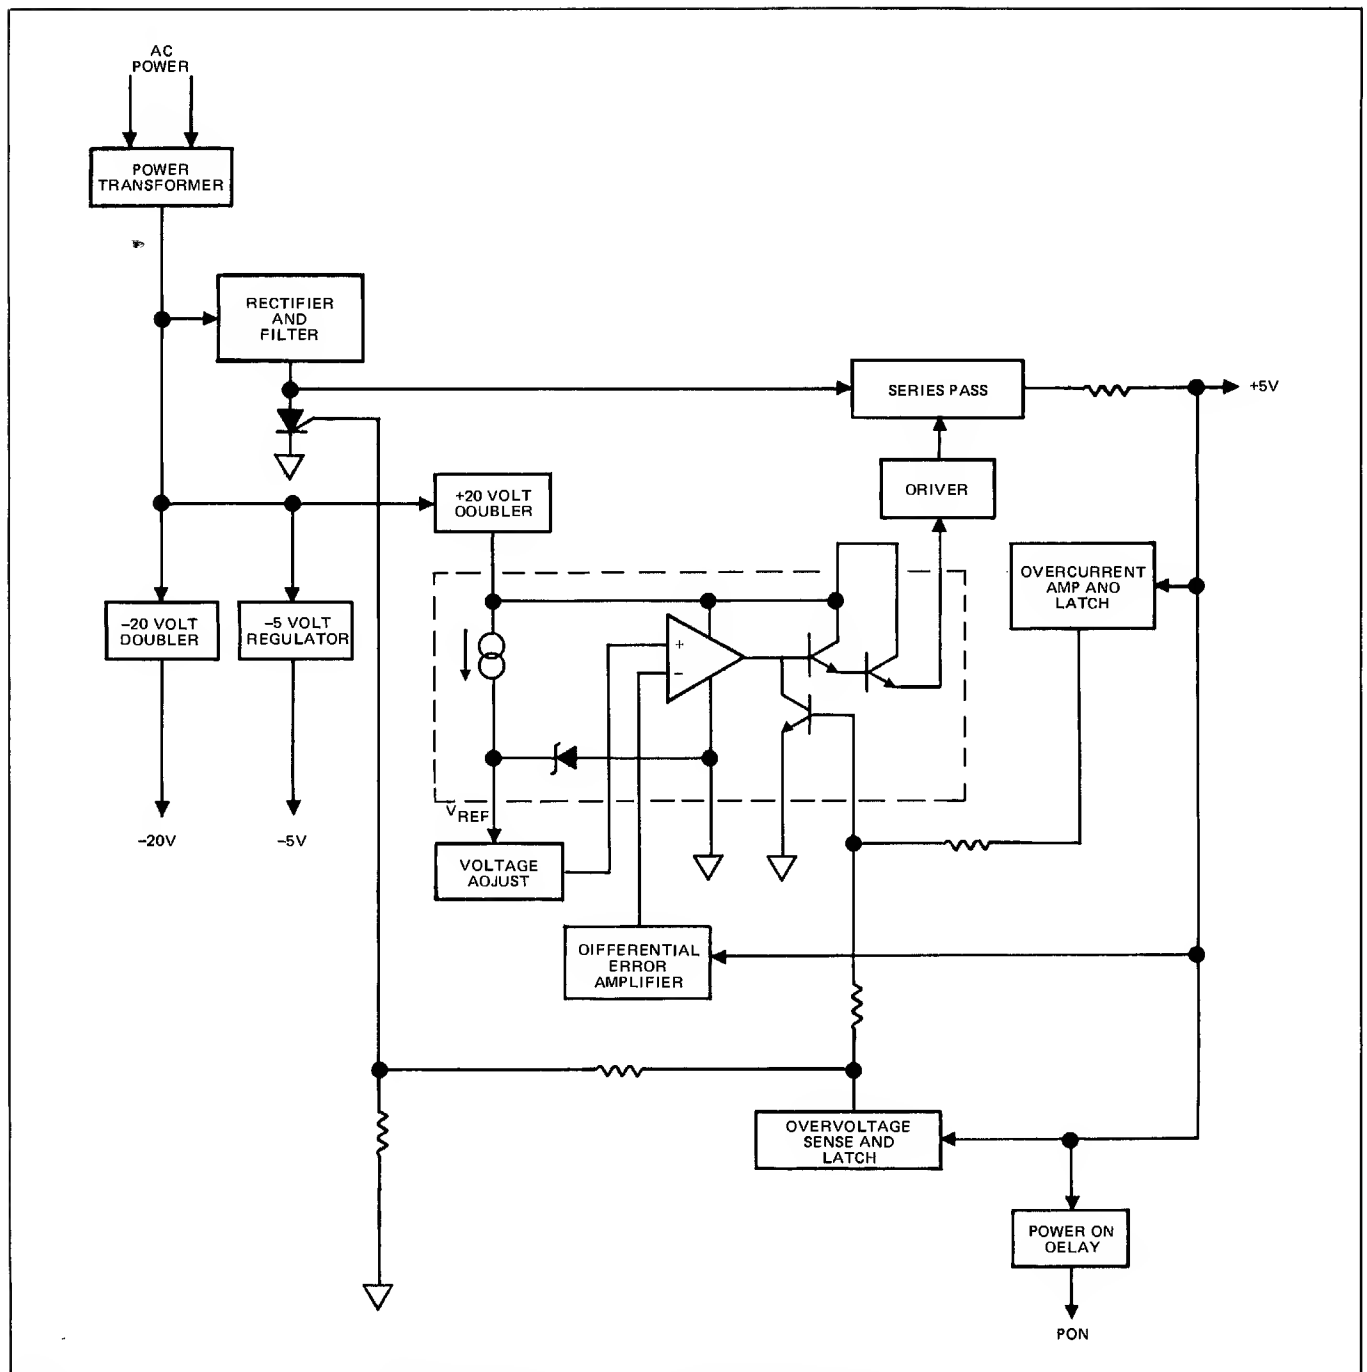 AC
POWER
POWER
TRANSFORMER
RECTIFIER
AND
FILTER
SERIES PASS
+5V
+20 VOLT
OOUBLER
ORIVER
OVERCURRENT
AMP ANO
LATCH
−20 VOLT
DOUBLER
−5 VOLT
REGULATOR
+
−
VREF
−20V
−5V
VOLTAGE
AOJUST
OIFFERENTIAL
ERROR
AMPLIFIER
OVERVOLTAGE
SENSE AND
LATCH
POWER ON
OELAY
PON